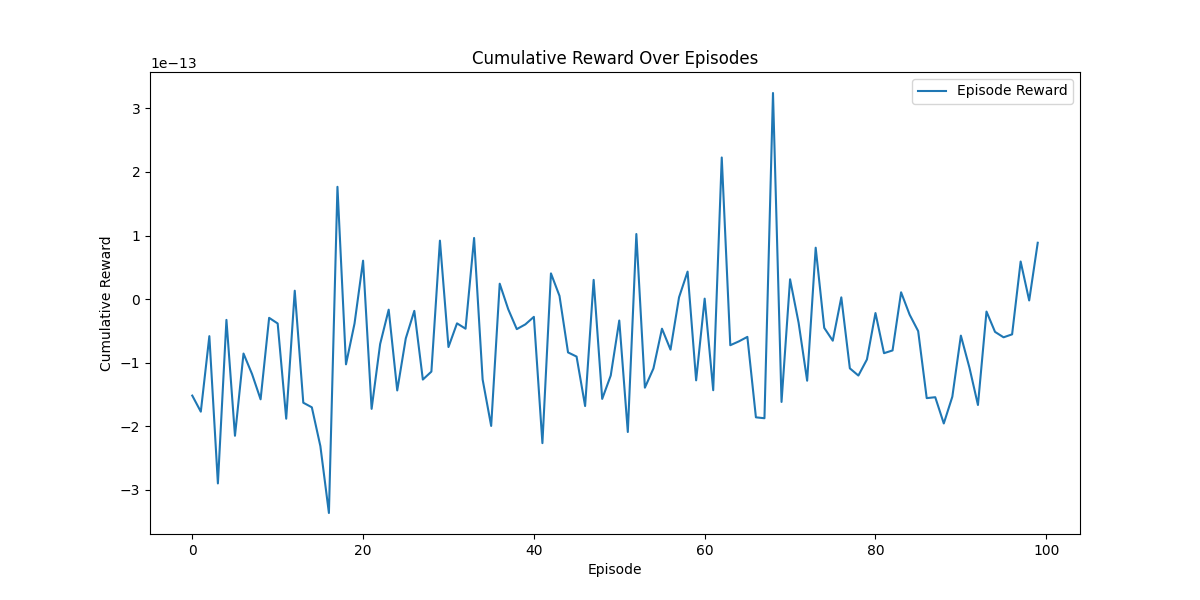 Cumulative Reward Over Episodes
1e−13
Episode Reward
3
2
1
0
−1
−2
−3
Cumulative Reward
0 20 40 60 80 100
Episode